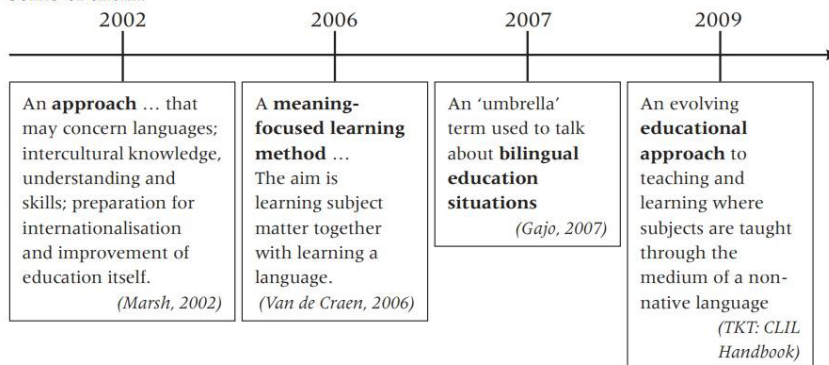 2002
2006
2007
2009
An approach … that
may concern languages;
intercultural knowledge,
understanding and
skills; preparation for
internationalisation
and improvement of
education itself.
(Marsh, 2002)
A meaning-
focused learning
method …
The aim is
learning subject
matter together
with learning a
language.
(Van de Craen, 2006)
An ‘umbrella’
term used to talk
about bilingual
education
situations
(Gajo, 2007)
An evolving
educational
approach to
teaching and
learning where
subjects are taught
through the
medium of a non-
native language
(TKT: CLIL
Handbook)